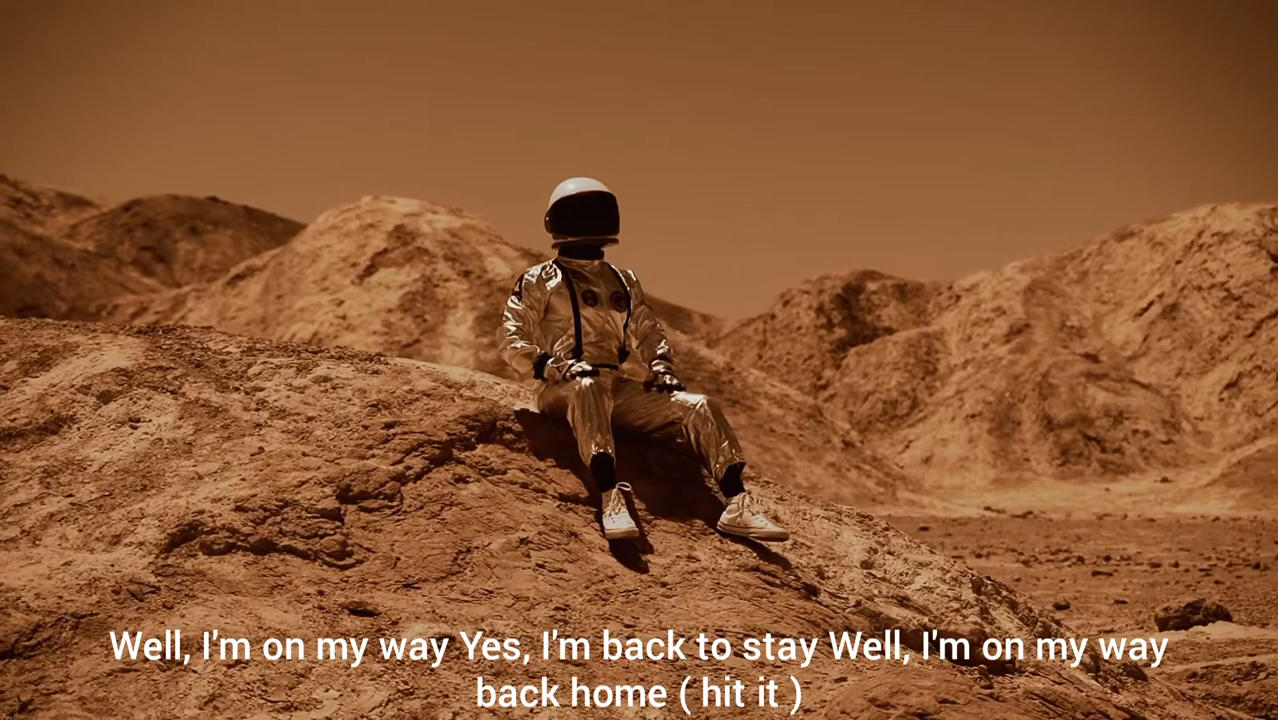 Well, I'm on my way Yes, I'm back to stay Well, I'm on my way
back home ( hit it )